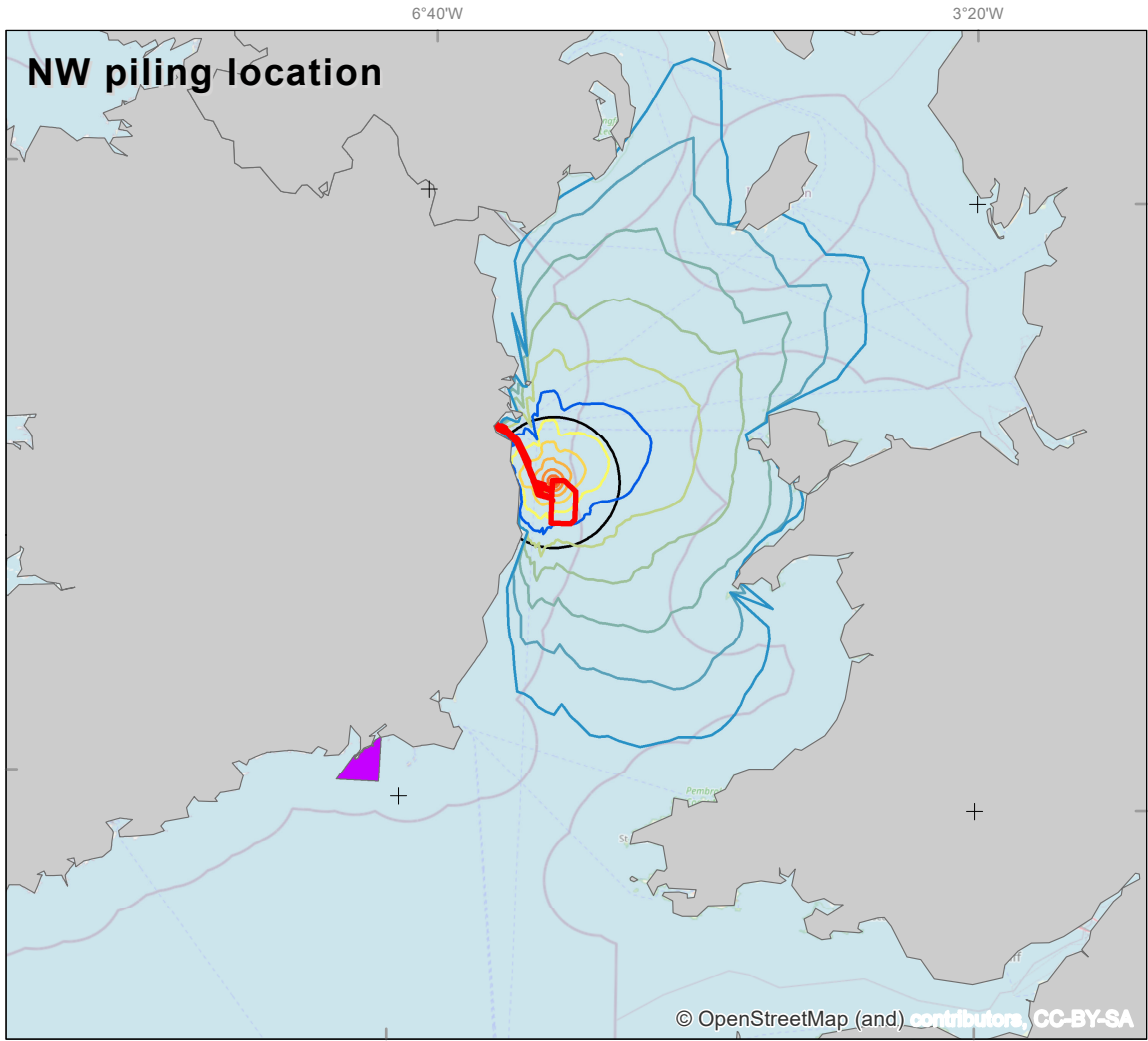 6°40'W
3°20'W
NW piling location
© OpenStreetMap (and) contributors, CC-BY-SA